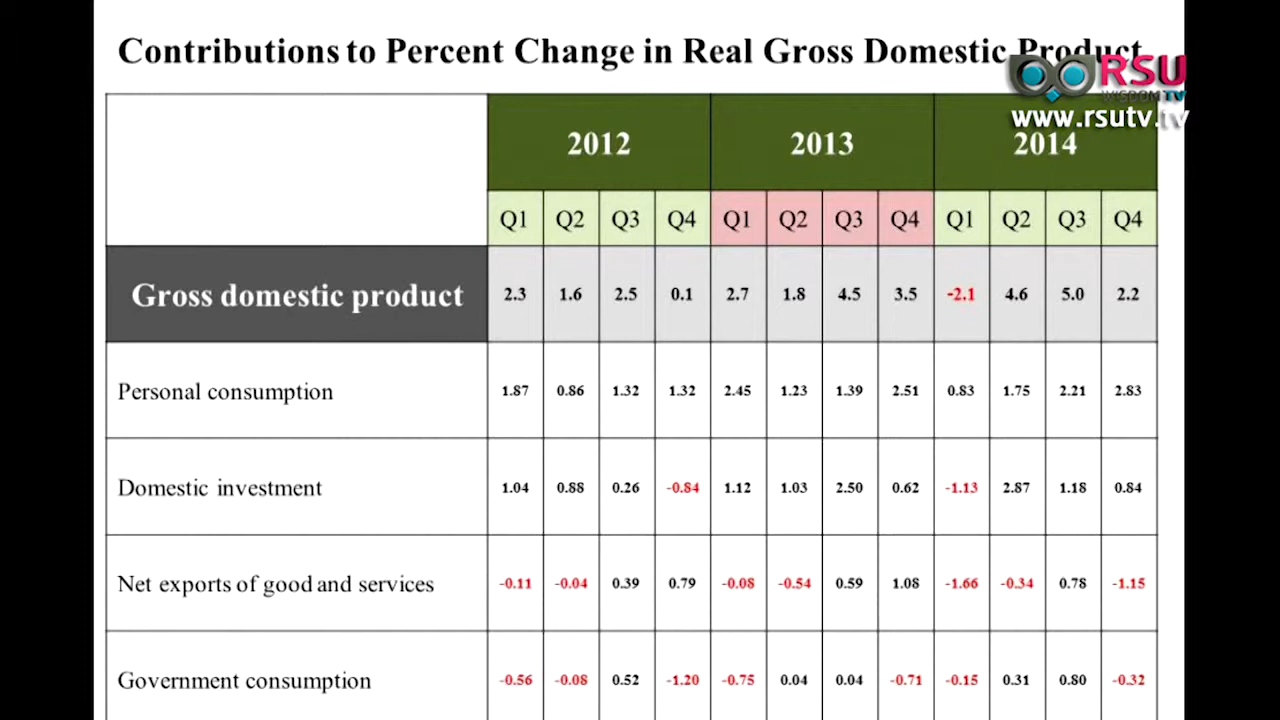 Contributions to Percent Change in Real Gross Domestic Product
RSU
WISDOM TV
www.rsutv.tv
2012 2013 2014
Q1 Q2 Q3 Q4 Q1 Q2 Q3 Q4 Q1 Q2 Q3 Q4
Gross domestic product 2.3 1.6 2.5 0.1 2.7 1.8 4.5 3.5 -2.1 4.6 5.0 2.2
Personal consumption 1.87 0.86 1.32 1.32 2.45 1.23 1.39 2.51 0.83 1.75 2.21 2.83
Domestic investment 1.04 0.88 0.26 -0.84 1.12 1.03 2.50 0.62 -1.13 2.87 1.18 0.84
Net exports of good and services -0.11 -0.04 0.39 0.79 -0.08 -0.54 0.59 1.08 -1.66 -0.34 0.78 -1.15
Government consumption -0.56 -0.08 0.52 -1.20 -0.75 0.04 0.04 -0.71 -0.15 0.31 0.80 -0.32